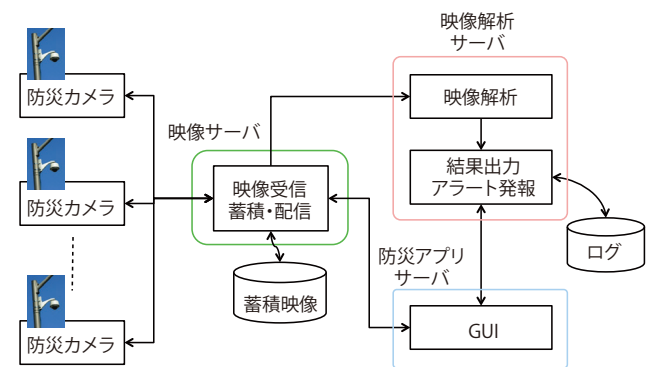 映像解析
サーバ
防災カメラ
映像解析
映像サーバ
結果出力
アラート発報
映像受信
蓄積・配信
防災カメラ
ログ
防災アプリ
サーバ
蓄積映像
防災カメラ
GUI